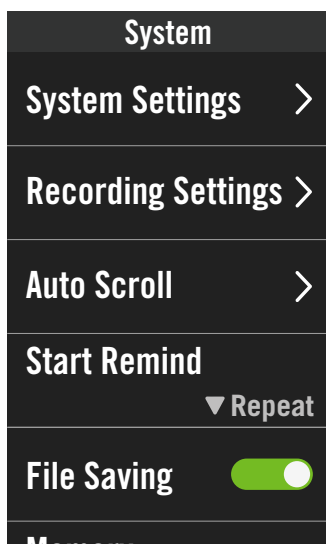 System
System Settings
Recording Settings
Auto Scroll
Start Remind
Repeat
File Saving